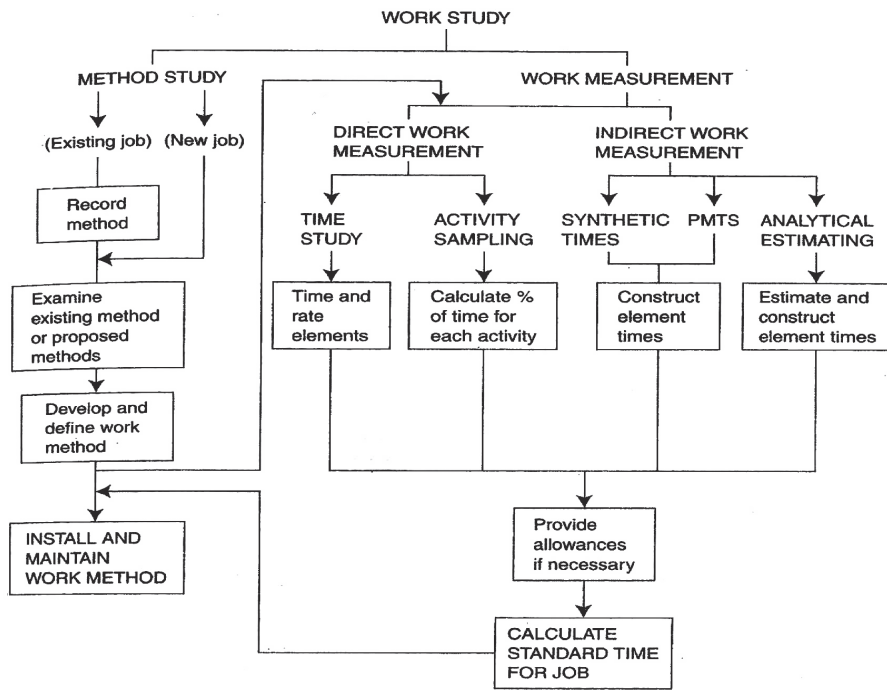 WORK STUDY
METHOD STUDY
WORK MEASUREMENT
(Existing job)
(New job)
DIRECT WORK
MEASUREMENT
INDIRECT WORK
MEASUREMENT
Record
method
TIME
STUDY
ACTIVITY
SAMPLING
SYNTHETIC
TIMES
PMTS
ANALYTICAL
ESTIMATING
Examine
existing method
or proposed
methods
Time and
rate
elements
Calculate %
of time for
each activity
Construct
element
times
Estimate and
construct
element times
Develop and
define work
method
INSTALL AND
MAINTAIN
WORK METHOD
Provide
allowances
if necessary
CALCULATE
STANDARD TIME
FOR JOB